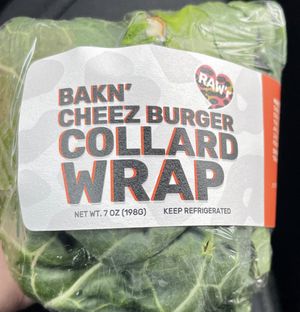 RAW'S
BAKN'
CHEEZ BURGER
COLLARD
WRAP
NET WT. 7 OZ (198G) KEEP REFRIGERATED